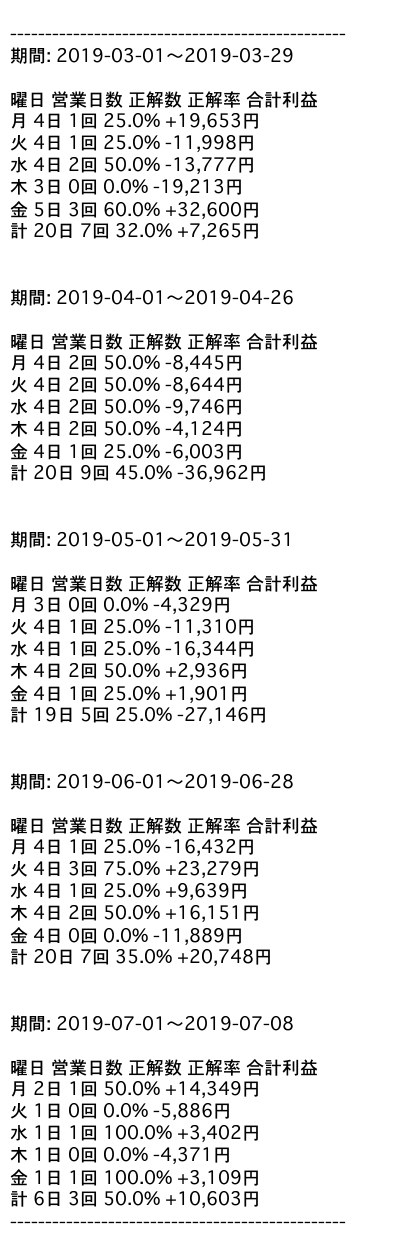 ------------------------------------------------
期間: 2019-03-01～2019-03-29
曜日 営業日数 正解数 正解率 合計利益
月 4日 1回 25.0% +19,653円
火 4日 1回 25.0% -11,998円
水 4日 2回 50.0% -13,777円
木 3日 0回 0.0% -19,213円
金 5日 3回 60.0% +32,600円
計 20日 7回 32.0% +7,265円
期間: 2019-04-01～2019-04-26
曜日 営業日数 正解数 正解率 合計利益
月 4日 2回 50.0% -8,445円
火 4日 2回 50.0% -8,644円
水 4日 2回 50.0% -9,746円
木 4日 2回 50.0% -4,124円
金 4日 1回 25.0% -6,003円
計 20日 9回 45.0% -36,962円
期間: 2019-05-01～2019-05-31
曜日 営業日数 正解数 正解率 合計利益
月 3日 0回 0.0% -4,329円
火 4日 1回 25.0% -11,310円
水 4日 1回 25.0% -16,344円
木 4日 2回 50.0% +2,936円
金 4日 1回 25.0% +1,901円
計 19日 5回 25.0% -27,146円
期間: 2019-06-01～2019-06-28
曜日 営業日数 正解数 正解率 合計利益
月 4日 1回 25.0% -16,432円
火 4日 3回 75.0% +23,279円
水 4日 1回 25.0% +9,639円
木 4日 2回 50.0% +16,151円
金 4日 0回 0.0% -11,889円
計 20日 7回 35.0% +20,748円
期間: 2019-07-01～2019-07-08
曜日 営業日数 正解数 正解率 合計利益
月 2日 1回 50.0% +14,349円
火 1日 0回 0.0% -5,886円
水 1日 1回 100.0% +3,402円
木 1日 0回 0.0% -4,371円
金 1日 1回 100.0% +3,109円
計 6日 3回 50.0% +10,603円
------------------------------------------------